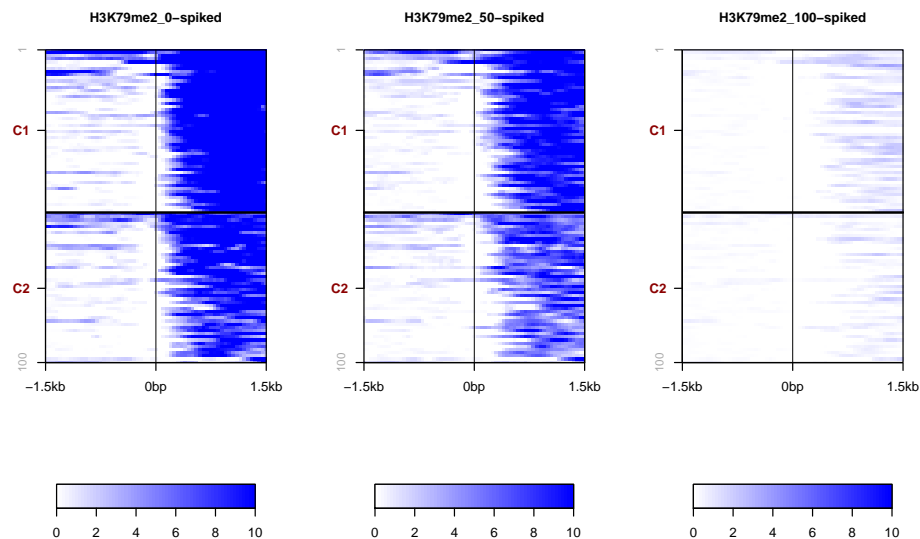 H3K79me2_0−spiked
H3K79me2_50−spiked
H3K79me2_100−spiked
1
1
1
C1
C1
C1
C2
C2
C2
100
100
100
−1.5kb 0bp 1.5kb
−1.5kb 0bp 1.5kb
−1.5kb 0bp 1.5kb
0 2 4 6 8 10
0 2 4 6 8 10
0 2 4 6 8 10